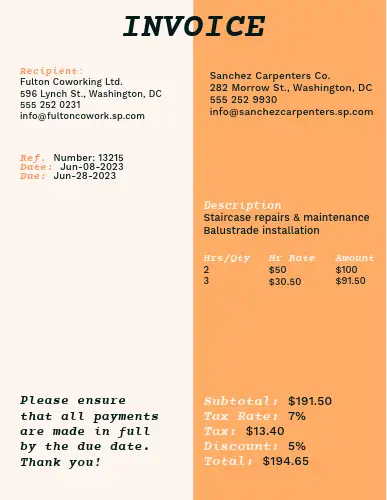 INVOICE
Recipient:
Fulton Coworking Ltd.
596 Lynch St., Washington, DC
555 252 0231
info@fultoncowork.sp.com
Sanchez Carpenters Co.
282 Morrow St., Washington, DC
555 252 9930
info@sanchezcarpenters.sp.com
Ref. Number: 13215
Date: Jun-08-2023
Due: Jun-28-2023
Description
Staircase repairs & maintenance
Balustrade installation
Hrs/Qty Hr Rate Amount
2 $50 $100
3 $30.50 $91.50
Please ensure
that all payments
are made in full
by the due date.
Thank you!
Subtotal: $191.50
Tax Rate: 7%
Tax: $13.40
Discount: 5%
Total: $194.65